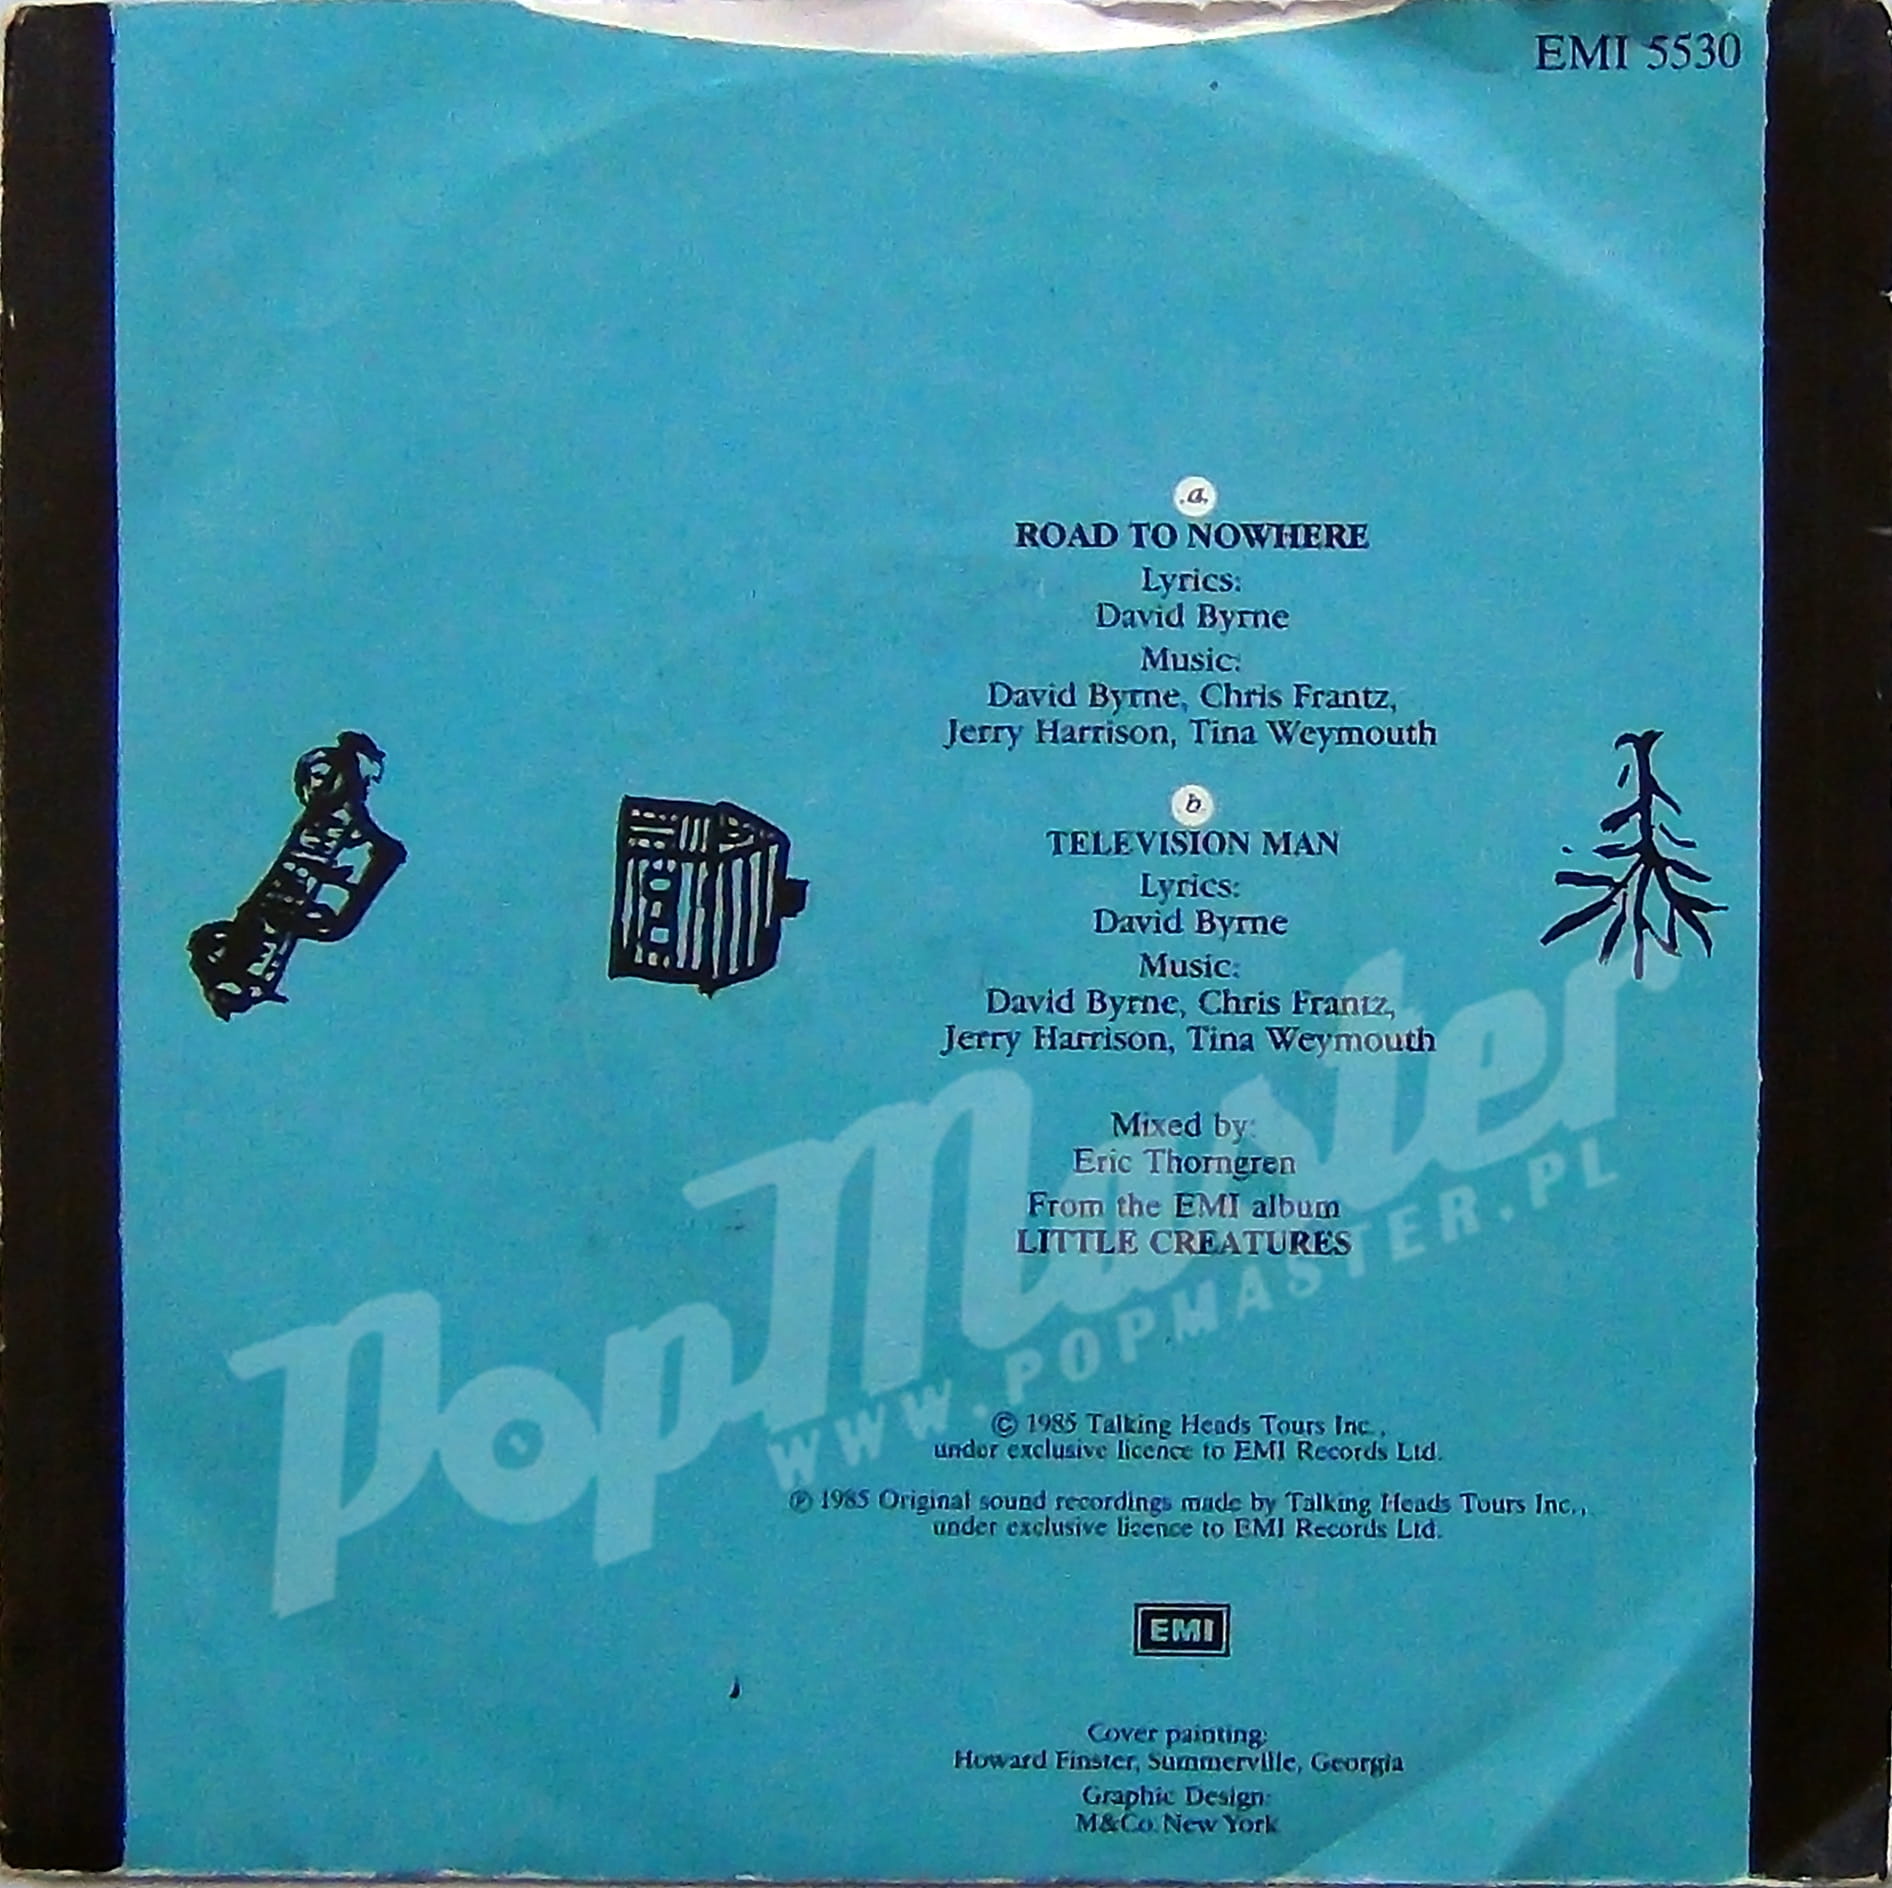 EMI 5530
a
ROAD TO NOWHERE
Lyrics:
David Byrne
Music:
David Byrne, Chris Frantz,
Jerry Harrison, Tina Weymouth
b
TELEVISION MAN
Lyrics:
David Byrne
Music:
David Byrne, Chris Frantz,
Jerry Harrison, Tina Weymouth
Mixed by:
Eric Thorngren
From the EMI album
LITTLE CREATURES
PopMaster
WWW.POPMASTER.PL
© 1985 Talking Heads Tours Inc.,
under exclusive licence to EMI Records Ltd.
℗ 1985 Original sound recordings made by Talking Heads Tours Inc.,
under exclusive licence to EMI Records Ltd.
EMI
Cover painting:
Howard Finster, Summerville, Georgia
Graphic Design:
M&Co. New York